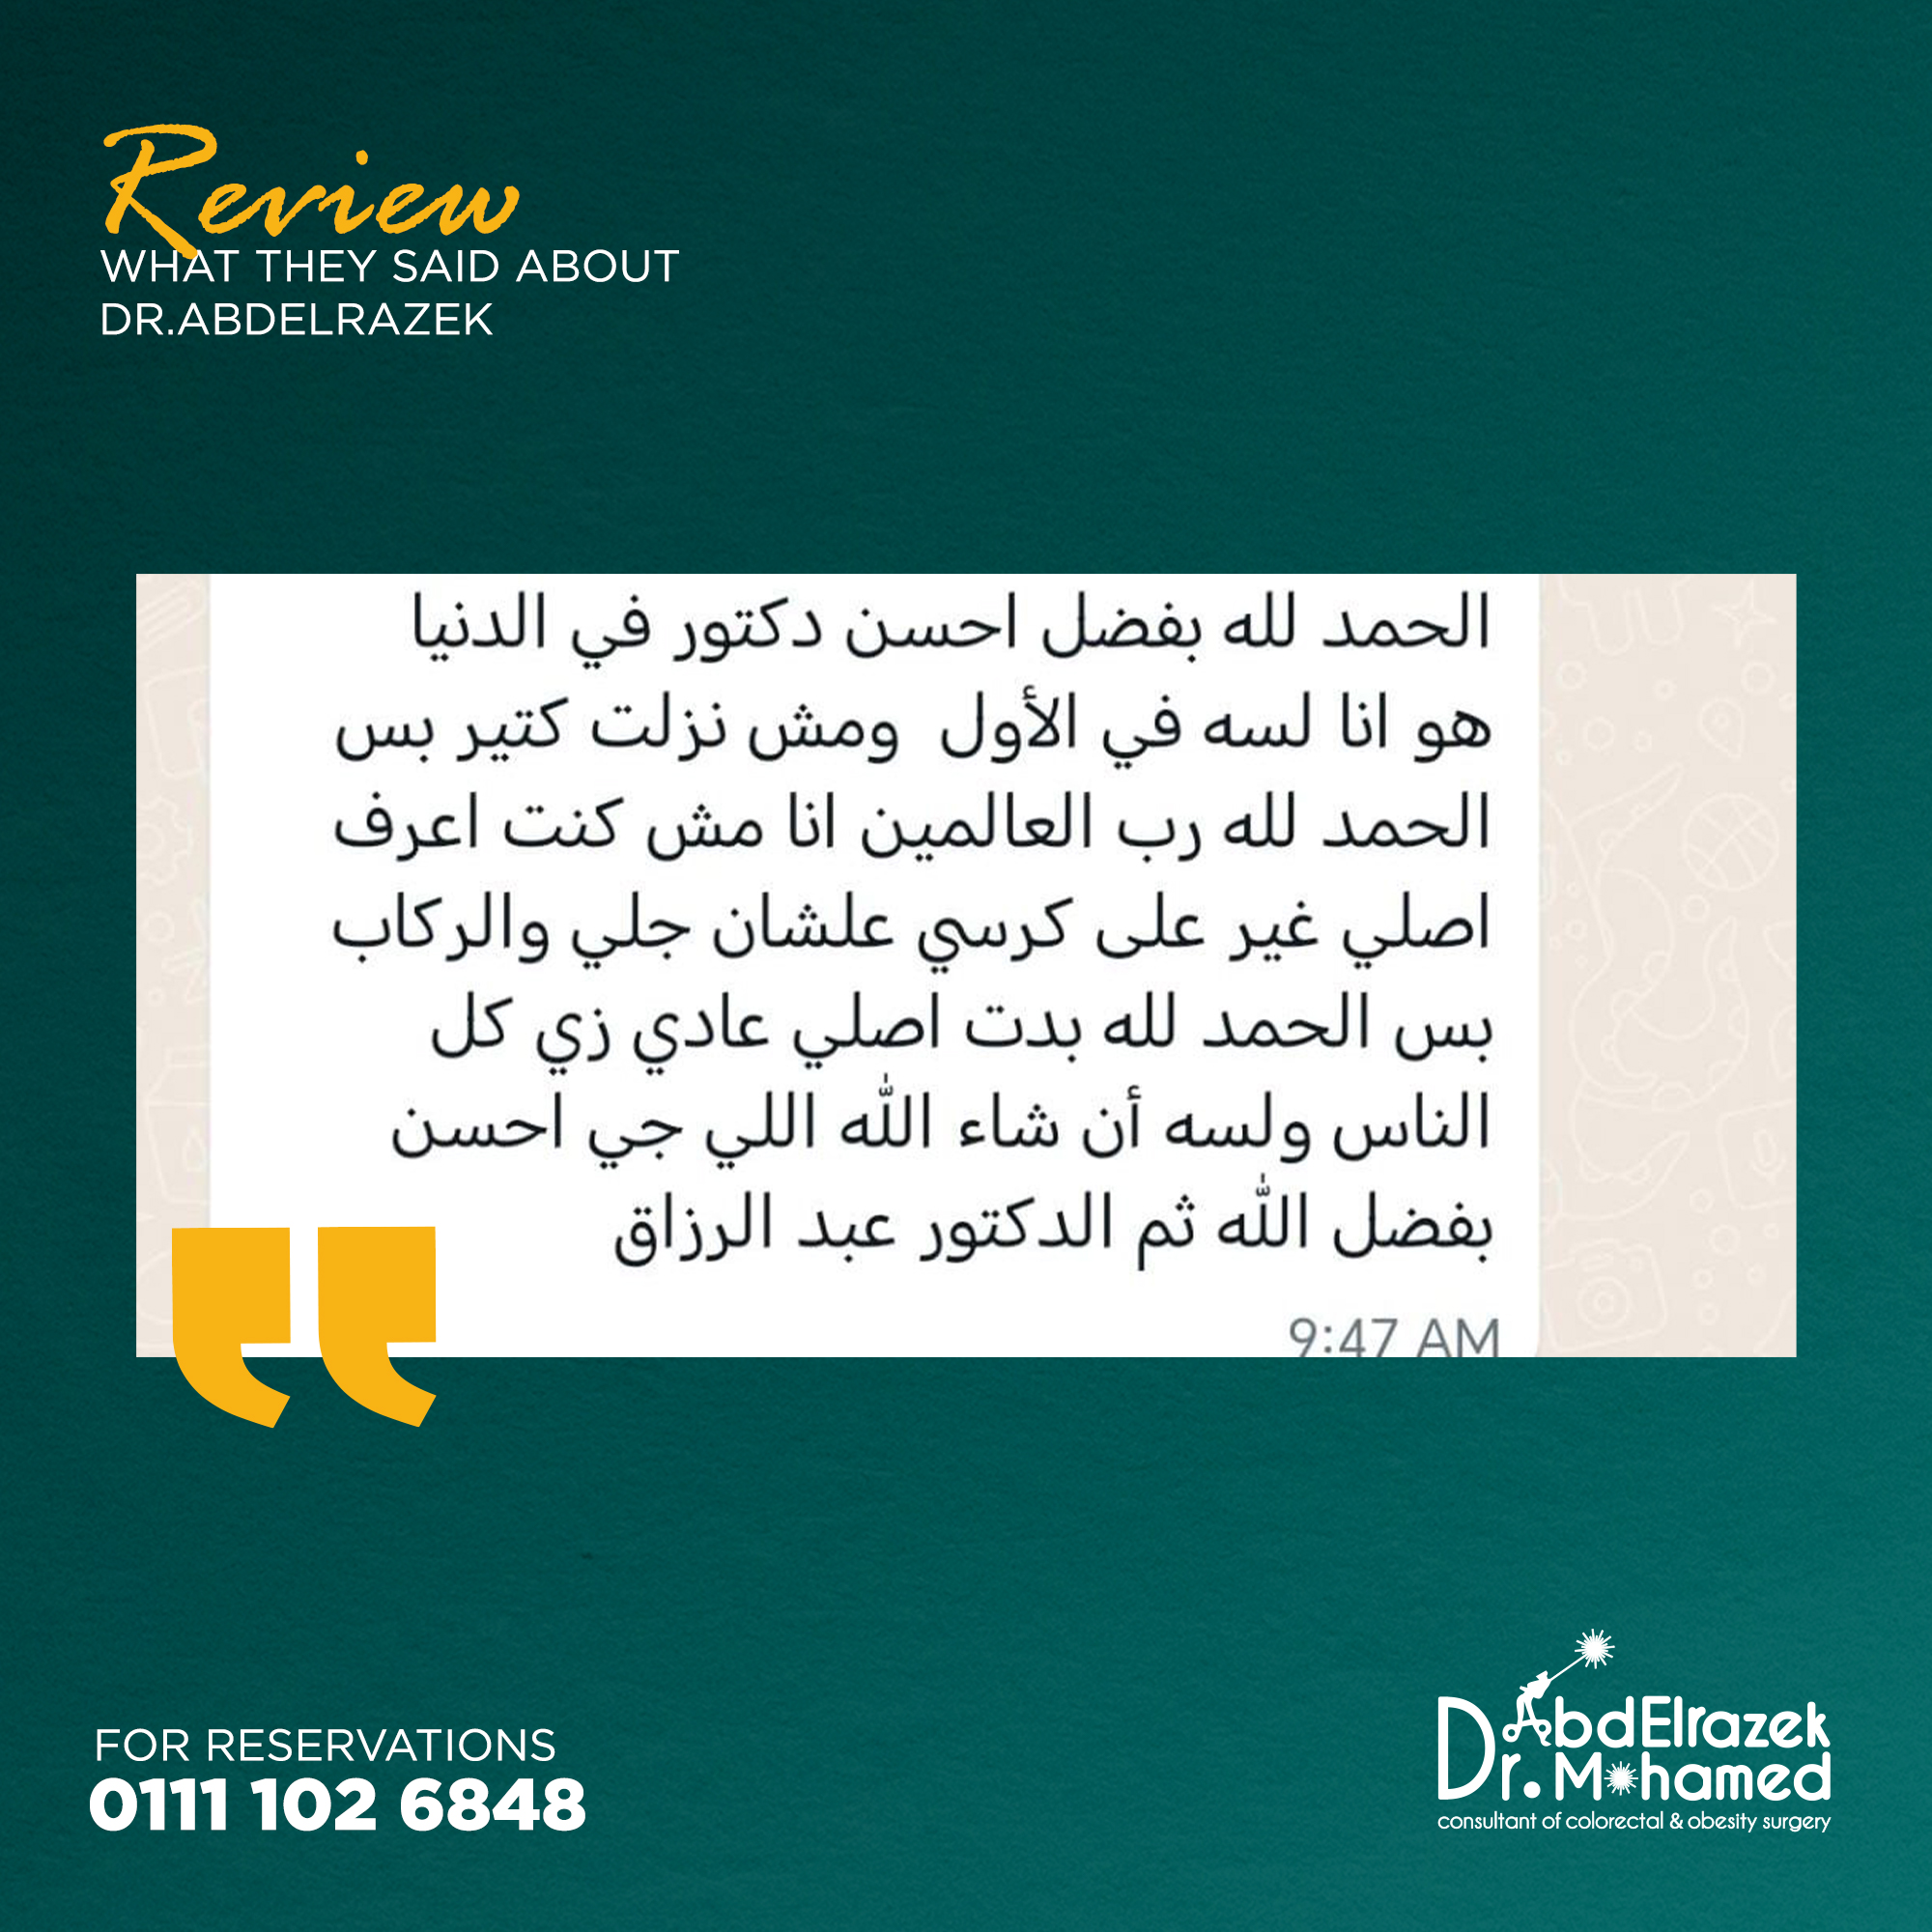 Review
WHAT THEY SAID ABOUT
DR.ABDELRAZEK
الحمد لله بفضل احسن دكتور في الدنيا
هو انا لسه في الأول ومش نزلت كتير بس
الحمد لله رب العالمين انا مش كنت اعرف
اصلي غير على كرسي علشان جلي والركاب
بس الحمد لله بدت اصلي عادي زي كل
الناس ولسه أن شاء الله اللي جي احسن
بفضل الله ثم الدكتور عبد الرزاق
9:47 AM
FOR RESERVATIONS
0111 102 6848
Dr. AbdElrazek
Mohamed
consultant of colorectal & obesity surgery